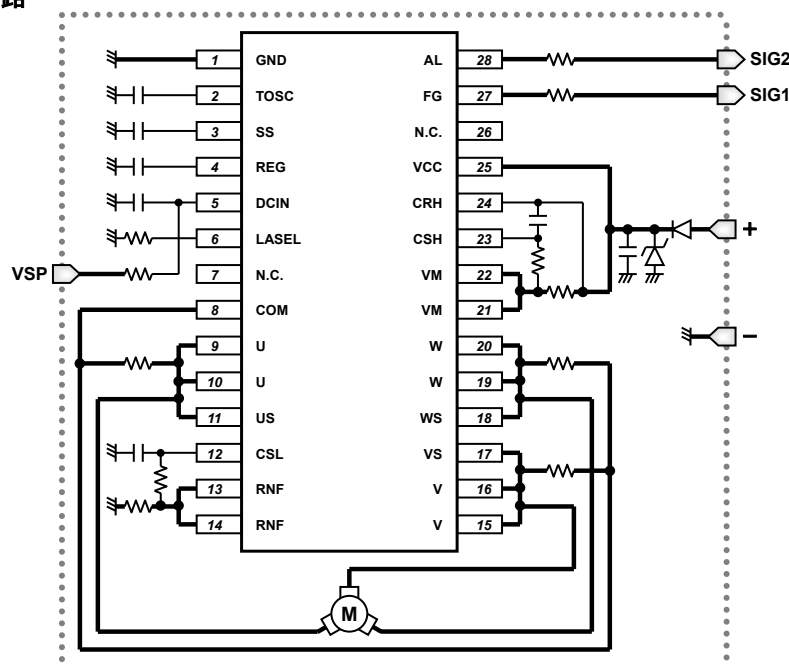 路
1 GND AL 28 SIG2
2 TOSC FG 27 SIG1
3 SS N.C. 26
4 REG VCC 25
5 DCIN CRH 24
+
6 LASEL CSH 23
VSP 7 N.C. VM 22
8 COM VM 21
−
9 U W 20
10 U W 19
11 US WS 18
12 CSL VS 17
13 RNF V 16
14 RNF V 15
M